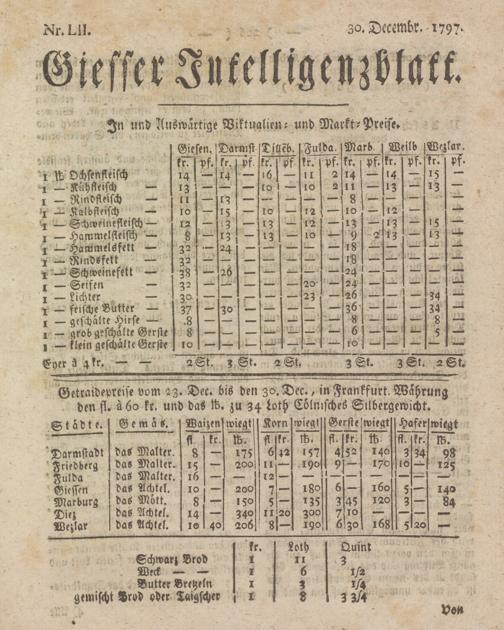 Nr. LII. 30. Decembr. 1797.
Giesser Intelligenzblatt.
In und Auswärtige Viktualien- und Markt-Preise.
Giesen. Darmst. Fulda. Marb. Weilb Wezlar.
kr. pf. kr. pf. kr. pf. kr. pf. kr. pf. kr. pf. kr. pf.
1 ℔ Ochsenfleisch 14 — 14 — 16 — 11 2 14 — 14 — 15 —
1 — Kühfleisch 13 — — — 10 — 10 2 11 — 13 — 13 —
1 — Rindfleisch — 11 — 13 — — — — — 8 — — — — —
1 — Kalbfleisch — 10 — 15 — 10 — 12 — 10 — — — 12 —
1 — Schweinefleisch — 12 — 13 — 13 — 12 — 13 — 13 — 15 —
1 — Hammelsfleisch 8 — 13 — 13 — 10 — 9 2 13 — 13 —
1 — Hammelsfett — 32 — 24 — — — — — 18 — — — — —
1 — Rindsfett — 32 — — — — — — — 18 — — — — —
1 — Schweinefett — 38 — 26 — — — — — 24 — — — — —
1 — Seifen — 32 — — — — — 20 — 24 — — — — —
1 — Lichter — 30 — — — — — 23 — 26 — — — 34 —
1 — frische Butter — 37 — 30 — — — — — 36 — — — 34 —
1 — geschälte Hirse — 8 — — — — — — — — — — — 8 —
1 — grob geschälte Gerste 8 — — — — — — — 6 — — — 5 —
1 — klein geschälte Gerste 10 — — — — — — — 10 — — — 10 —
Eyer à 4 kr. — — 2 St. 3 St. 2 St. 3 St. 3 St. 2 St.
Getraidepreise vom 23. Dec. bis den 30. Dec., in Frankfurt. Währung
den fl. à 60 kr. und das ℔. zu 34 Loth Cölnisches Silbergewicht.
Städte. Gemäs. Waizen wiegt Korn wiegt Gerste wiegt Hafer wiegt
fl. kr. ℔. fl. kr. ℔. fl. kr. ℔. fl. kr. ℔.
Darmstadt das Malter. 8 — 175 6 42 157 4 52 146 3 34 98
Friedberg das Malter. 15 — 200 11 — 190 9 — 170 16 — 125
Fulda das Malter. 16 — — 12 — — — — — — — —
Giessen das Achtel. 10 — 200 7 — 180 6 — 160 5 — 140
Marburg das Mött. 8 — 150 5 — 135 3 45 120 3 — 84
Diez das Achtel. 14 — 340 11 20 300 7 10 — — — —
Wezlar das Achtel. 10 40 206 8 — 190 6 30 168 5 20 —
kr. Loth Quint
Schwarz Brod 1 11 3
Weck — — 1 6 1/2
Butter Bretzeln 1 3 1/4
gemischt Brod oder Taigscher 1 8 3 3/4
Von